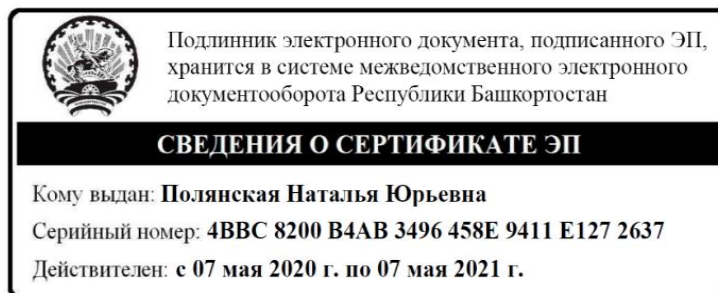 Подлинник электронного документа, подписанного ЭП,
хранится в системе межведомственного электронного
документооборота Республики Башкортостан
СВЕДЕНИЯ О СЕРТИФИКАТЕ ЭП
Кому выдан: Полянская Наталья Юрьевна
Серийный номер: 4BBC 8200 B4AB 3496 458E 9411 E127 2637
Действителен: с 07 мая 2020 г. по 07 мая 2021 г.